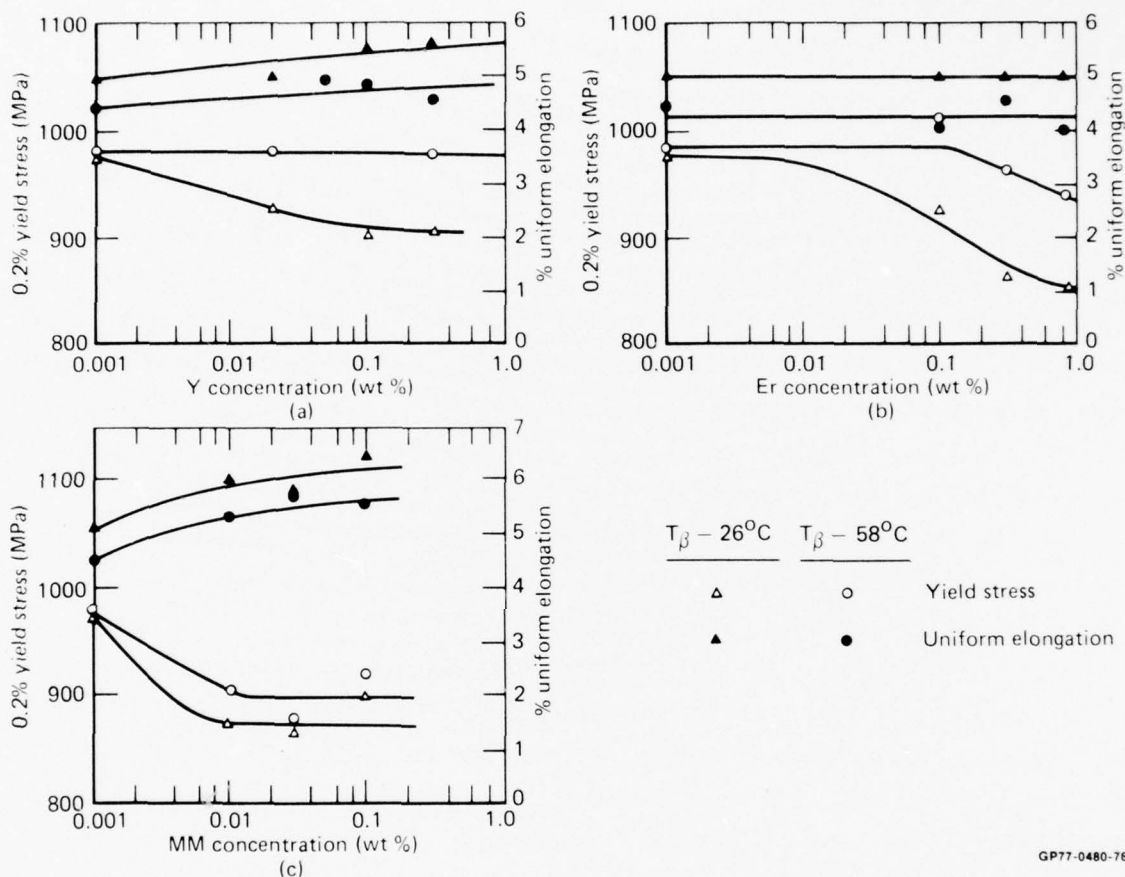 0.2% yield stress (MPa)
1100
1000
900
800
6
5
4
3
2
1
0
% uniform elongation
0.001
0.01
0.1
1.0
Y concentration (wt %)
(a)
0.2% yield stress (MPa)
1100
1000
900
800
6
5
4
3
2
1
0
% uniform elongation
0.001
0.01
0.1
1.0
Er concentration (wt %)
(b)
0.2% yield stress (MPa)
1100
1000
900
800
7
6
5
4
3
2
1
0
% uniform elongation
0.001
0.01
0.1
1.0
MM concentration (wt %)
(c)
Tβ – 26°C
Tβ – 58°C
Yield stress
Uniform elongation
GP77-0480-78